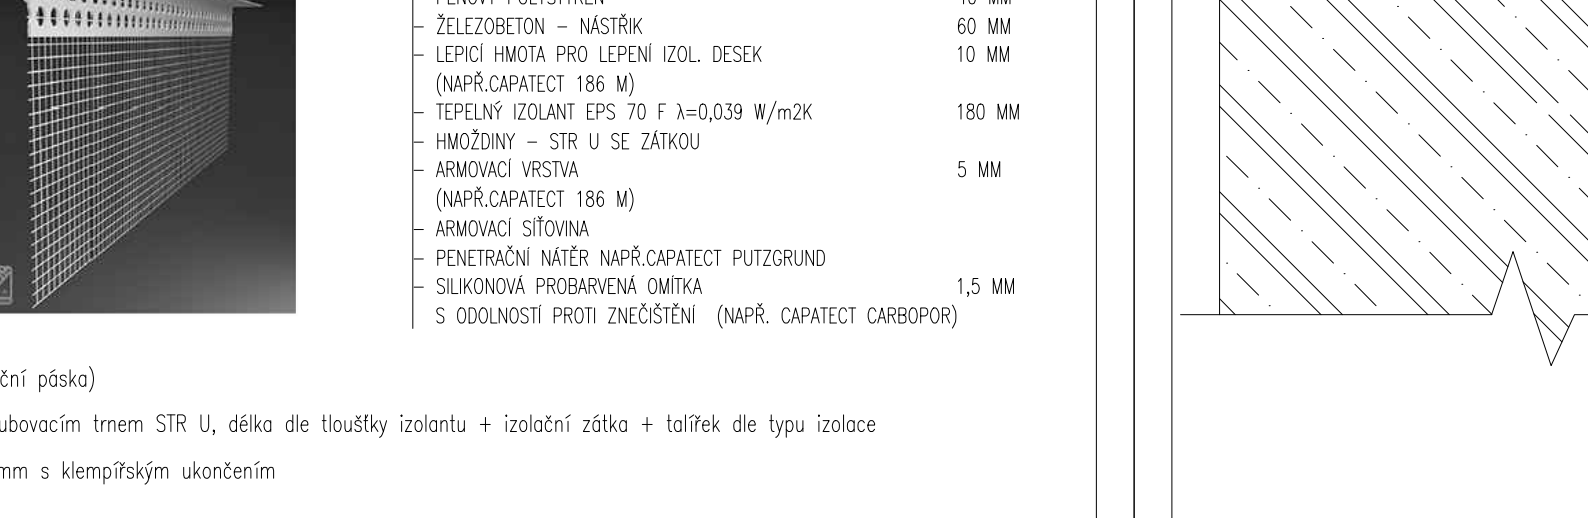 ŽELEZOBETON – NÁSTŘIK 60 MM
LEPICÍ HMOTA PRO LEPENÍ IZOL. DESEK 10 MM
(NAPŘ.CAPATECT 186 M)
TEPELNÝ IZOLANT EPS 70 F λ=0,039 W/m2K 180 MM
HMOŽDINY – STR U SE ZÁTKOU
ARMOVACÍ VRSTVA 5 MM
(NAPŘ.CAPATECT 186 M)
ARMOVACÍ SÍŤOVINA
PENETRAČNÍ NÁTĚR NAPŘ.CAPATECT PUTZGRUND
SILIKONOVÁ PROBARVENÁ OMÍTKA 1,5 MM
S ODOLNOSTÍ PROTI ZNEČIŠTĚNÍ (NAPŘ. CAPATECT CARBOPOR)
ční páska)
ubovacím trnem STR U, délka dle tloušťky izolantu + izolační zátka + talířek dle typu izolace
mm s klempířským ukončením